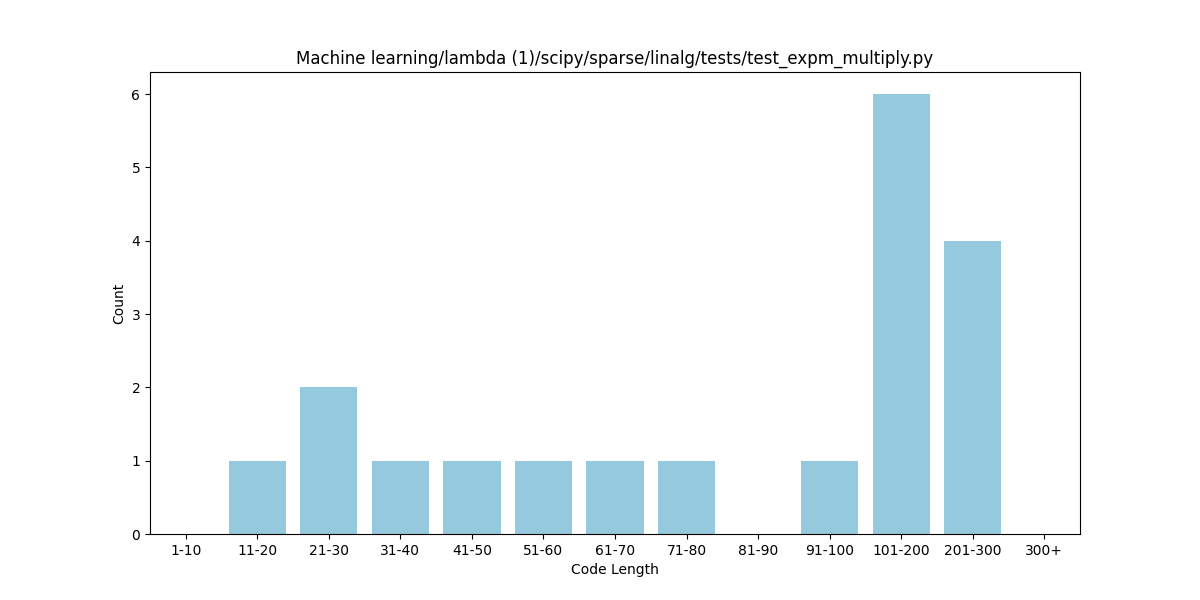 Machine learning/lambda (1)/scipy/sparse/linalg/tests/test_expm_multiply.py
6
5
4
3
2
1
0
Count
1-10 11-20 21-30 31-40 41-50 51-60 61-70 71-80 81-90 91-100 101-200 201-300 300+
Code Length